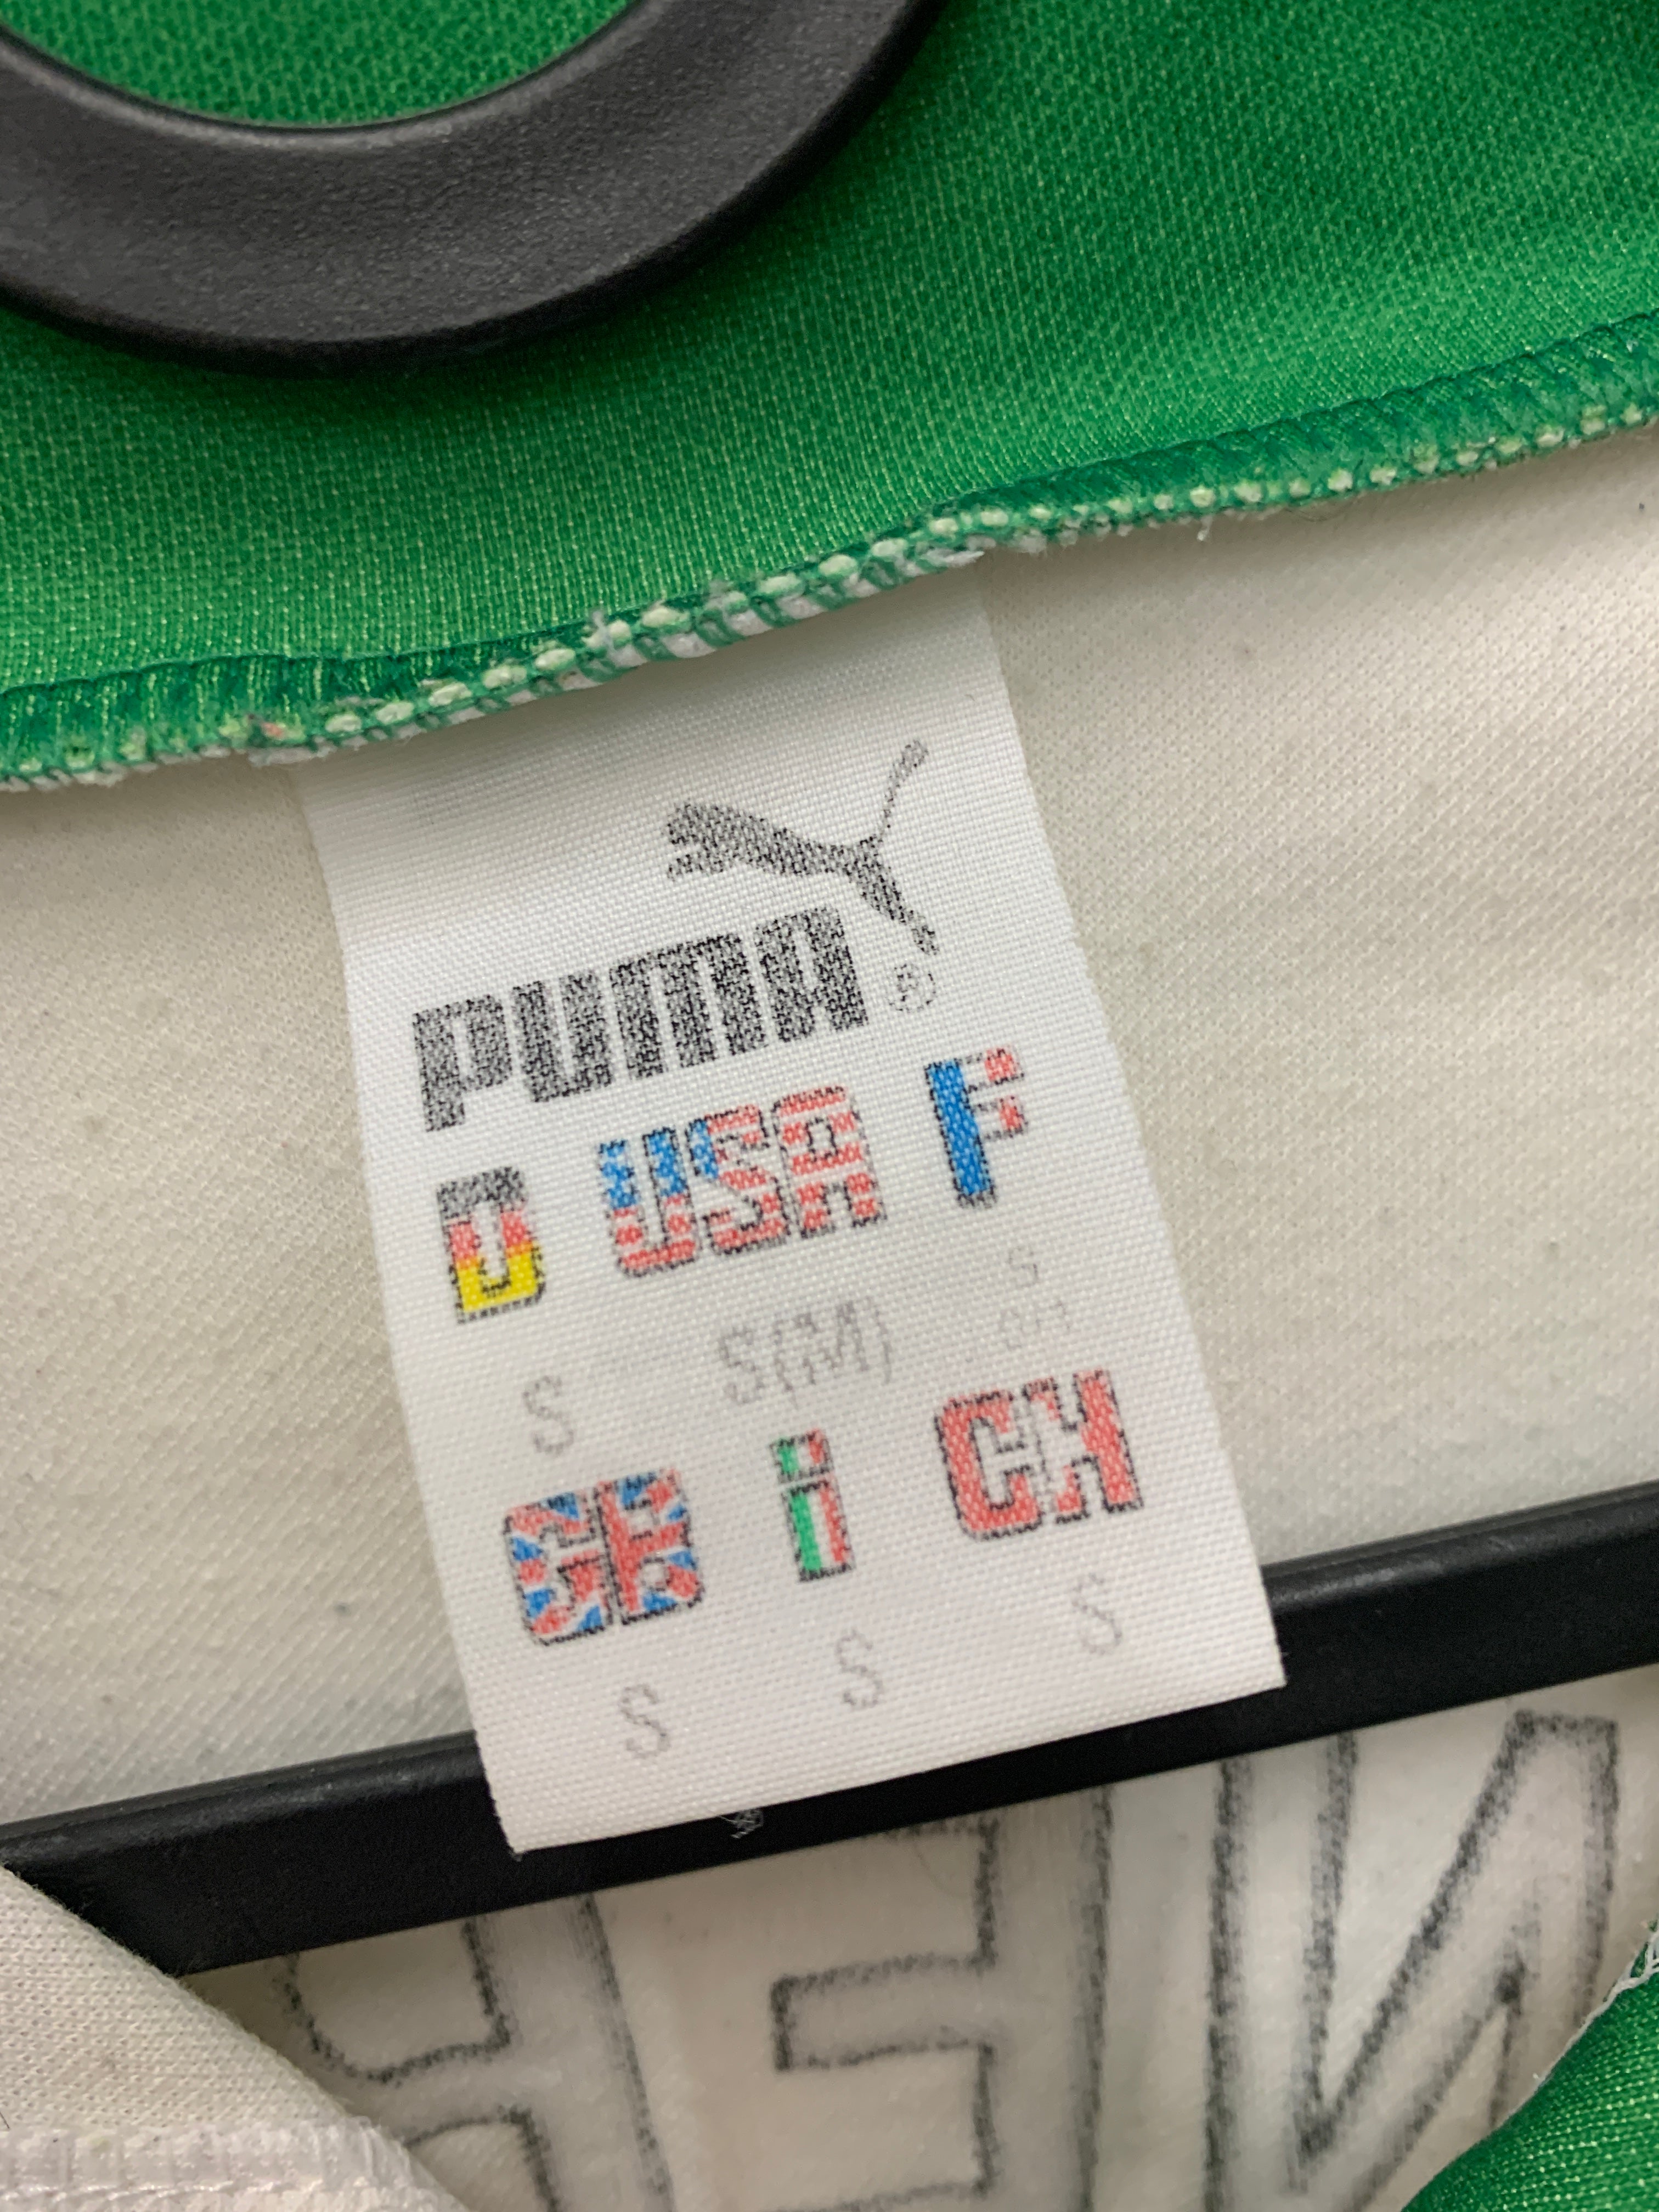 PUMA®
D USA F
S S(M) S
GB i CH
S S S